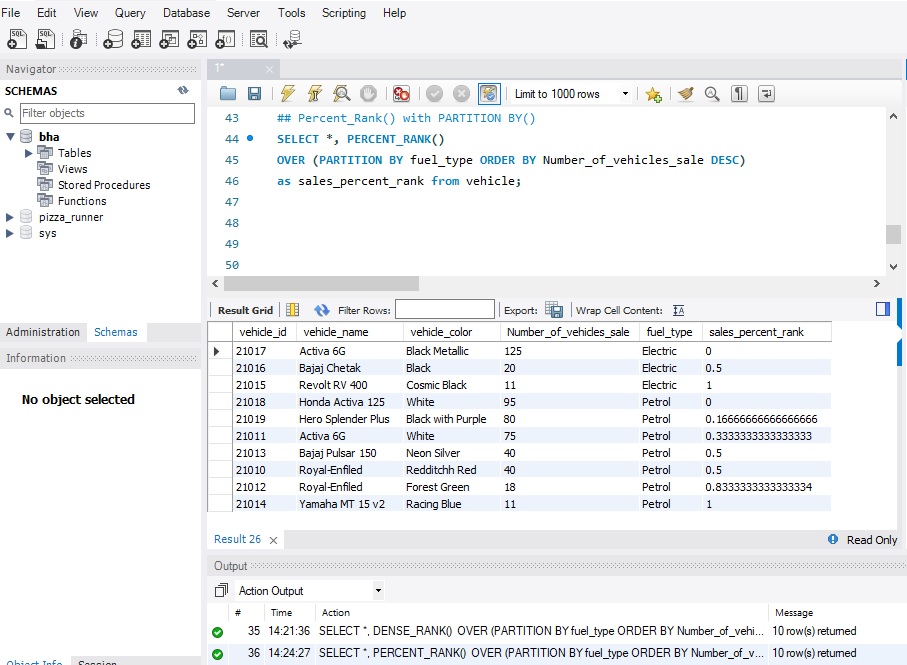 File Edit View Query Database Server Tools Scripting Help
Navigator
SCHEMAS
Filter objects
bha
Tables
Views
Stored Procedures
Functions
pizza_runner
sys
Administration Schemas
Information
No object selected
Object Info Session
1*
Limit to 1000 rows
43 ## Percent_Rank() with PARTITION BY()
44 SELECT *, PERCENT_RANK()
45 OVER (PARTITION BY fuel_type ORDER BY Number_of_vehicles_sale DESC)
46 as sales_percent_rank from vehicle;
47
48
49
50
Result Grid Filter Rows: Export: Wrap Cell Content:
vehicle_id vehicle_name vehicle_color Number_of_vehicles_sale fuel_type sales_percent_rank
21017 Activa 6G Black Metallic 125 Electric 0
21016 Bajaj Chetak Black 20 Electric 0.5
21015 Revolt RV 400 Cosmic Black 11 Electric 1
21018 Honda Activa 125 White 95 Petrol 0
21019 Hero Splender Plus Black with Purple 80 Petrol 0.16666666666666666
21011 Activa 6G White 75 Petrol 0.3333333333333333
21013 Bajaj Pulsar 150 Neon Silver 40 Petrol 0.5
21010 Royal-Enfiled Redditchh Red 40 Petrol 0.5
21012 Royal-Enfiled Forest Green 18 Petrol 0.8333333333333334
21014 Yamaha MT 15 v2 Racing Blue 11 Petrol 1
Result 26 Read Only
Output
Action Output
# Time Action Message
35 14:21:36 SELECT *, DENSE_RANK() OVER (PARTITION BY fuel_type ORDER BY Number_of_vehi... 10 row(s) returned
36 14:24:27 SELECT *, PERCENT_RANK() OVER (PARTITION BY fuel_type ORDER BY Number_of_v... 10 row(s) returned